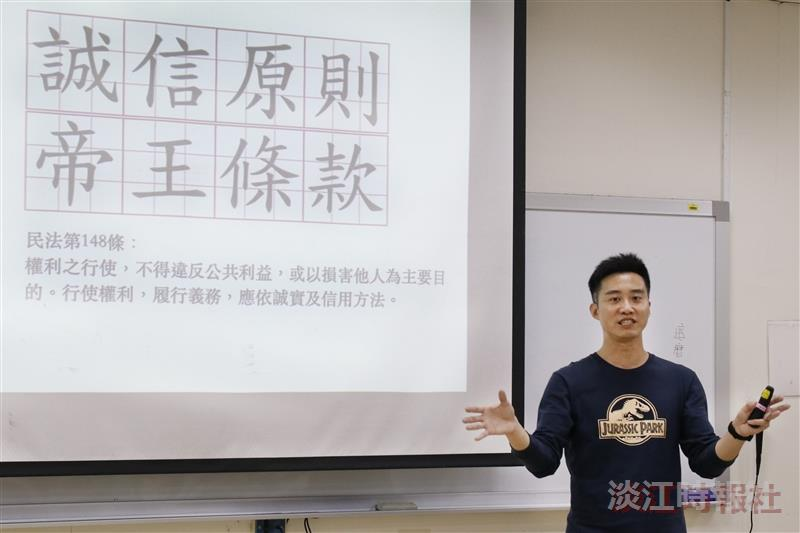 誠信原則
帝王條款
民法第148條：
權利之行使，不得違反公共利益，或以損害他人為主要目
的。行使權利，履行義務，應依誠實及信用方法。
JURASSIC PARK
淡江時報社